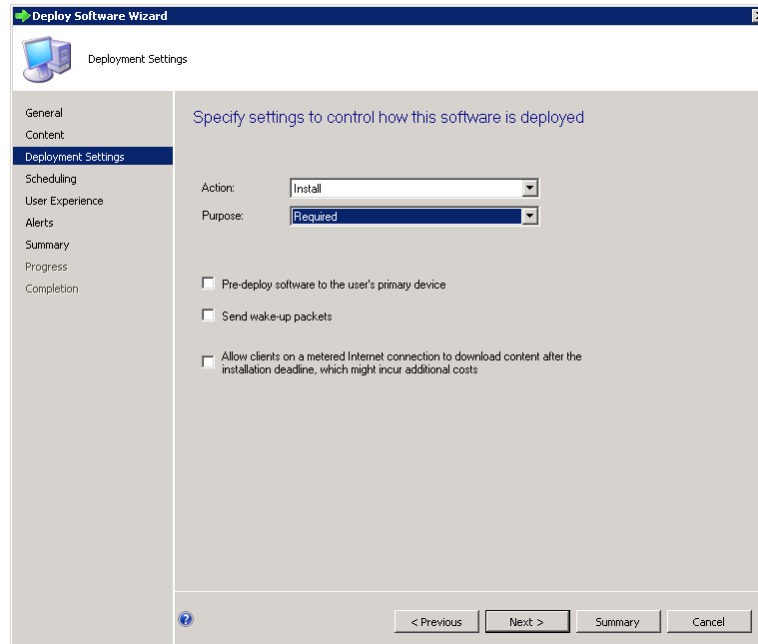 Deploy Software Wizard
Deployment Settings
General
Content
Deployment Settings
Scheduling
User Experience
Alerts
Summary
Progress
Completion
Specify settings to control how this software is deployed
Action: Install
Purpose: Required
Pre-deploy software to the user's primary device
Send wake-up packets
Allow clients on a metered Internet connection to download content after the
installation deadline, which might incur additional costs
< Previous Next > Summary Cancel